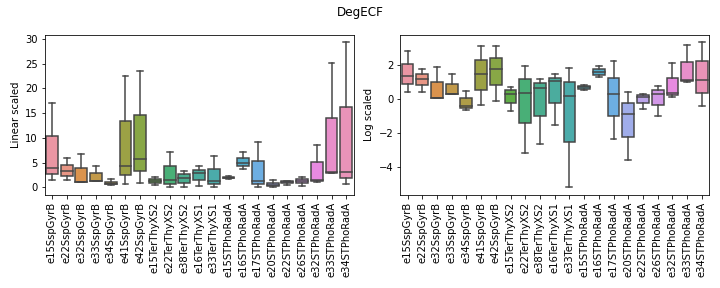 DegECF
Linear scaled
30
25
20
15
10
5
0
e15SspGyrB
e22SspGyrB
e32SspGyrB
e33SspGyrB
e34SspGyrB
e41SspGyrB
e42SspGyrB
e15TerThyXS2
e22TerThyXS2
e38TerThyXS2
e16TerThyXS1
e33TerThyXS1
e15STPhoRadA
e16STPhoRadA
e17STPhoRadA
e20STPhoRadA
e22STPhoRadA
e26STPhoRadA
e32STPhoRadA
e33STPhoRadA
e34STPhoRadA
Log scaled
2
0
−2
−4
e15SspGyrB
e22SspGyrB
e32SspGyrB
e33SspGyrB
e34SspGyrB
e41SspGyrB
e42SspGyrB
e15TerThyXS2
e22TerThyXS2
e38TerThyXS2
e16TerThyXS1
e33TerThyXS1
e15STPhoRadA
e16STPhoRadA
e17STPhoRadA
e20STPhoRadA
e22STPhoRadA
e26STPhoRadA
e32STPhoRadA
e33STPhoRadA
e34STPhoRadA